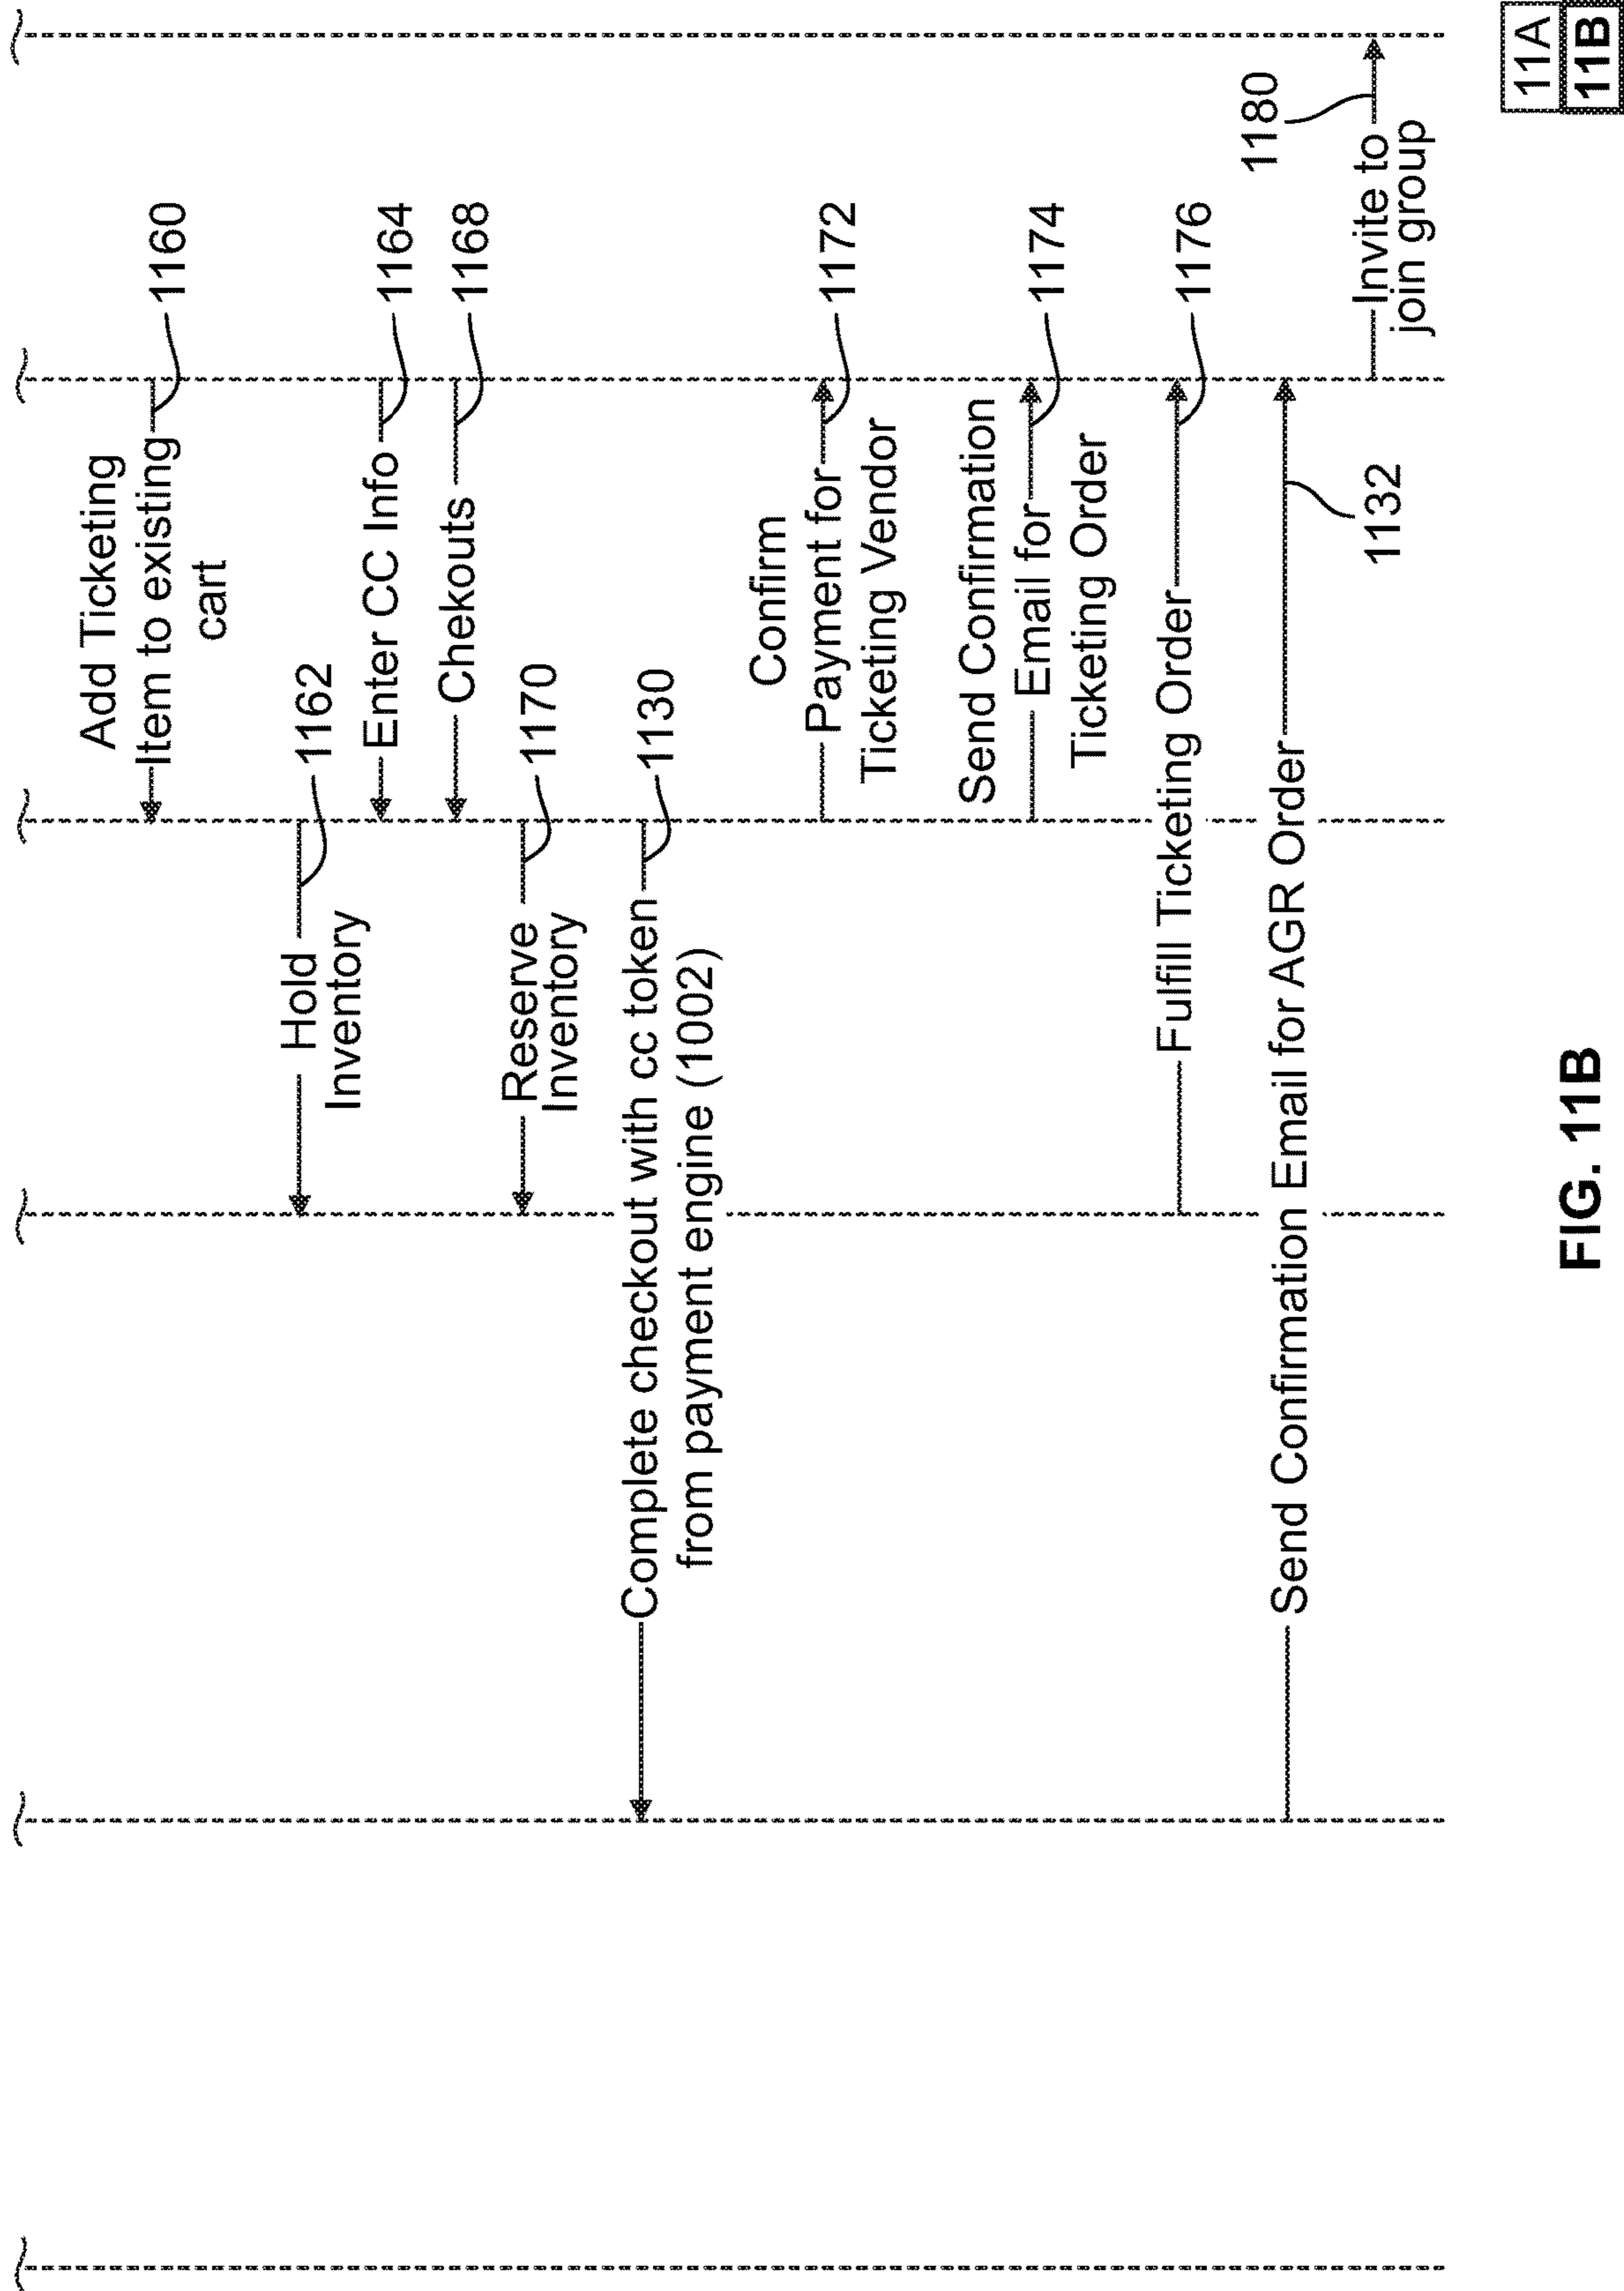 Add Ticketing
Item to existing
cart
1160
Hold
Inventory
1162
Enter CC Info
1164
Chekouts
1168
Reserve
Inventory
1170
Complete checkout with cc token
from payment engine (1002)
1130
Confirm
Payment for
Ticketing Vendor
1172
Send Confirmation
Email for
Ticketing Order
1174
Fulfill Ticketing Order
1176
Send Confirmation Email for AGR Order
1132
Invite to
join group
1180
11A
11B
FIG. 11B